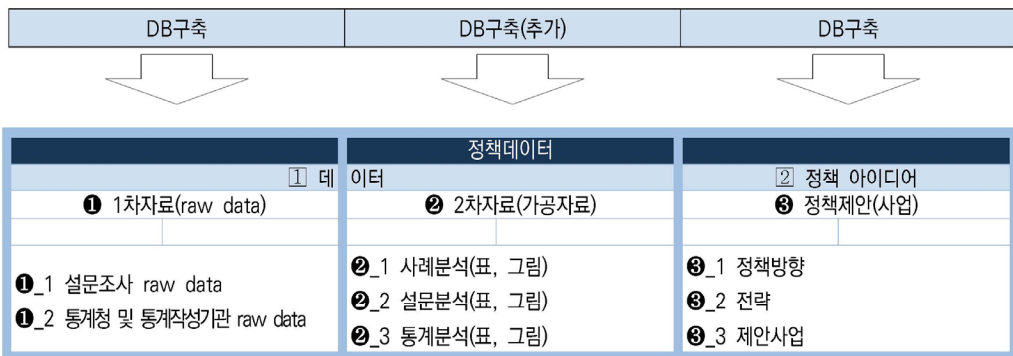 DB구축
DB구축(추가)
DB구축
정책데이터
1 데이터
2 정책 아이디어
❶ 1차자료(raw data)
❷ 2차자료(가공자료)
❸ 정책제안(사업)
❶_1 설문조사 raw data
❶_2 통계청 및 통계작성기관 raw data
❷_1 사례분석(표, 그림)
❷_2 설문분석(표, 그림)
❷_3 통계분석(표, 그림)
❸_1 정책방향
❸_2 전략
❸_3 제안사업